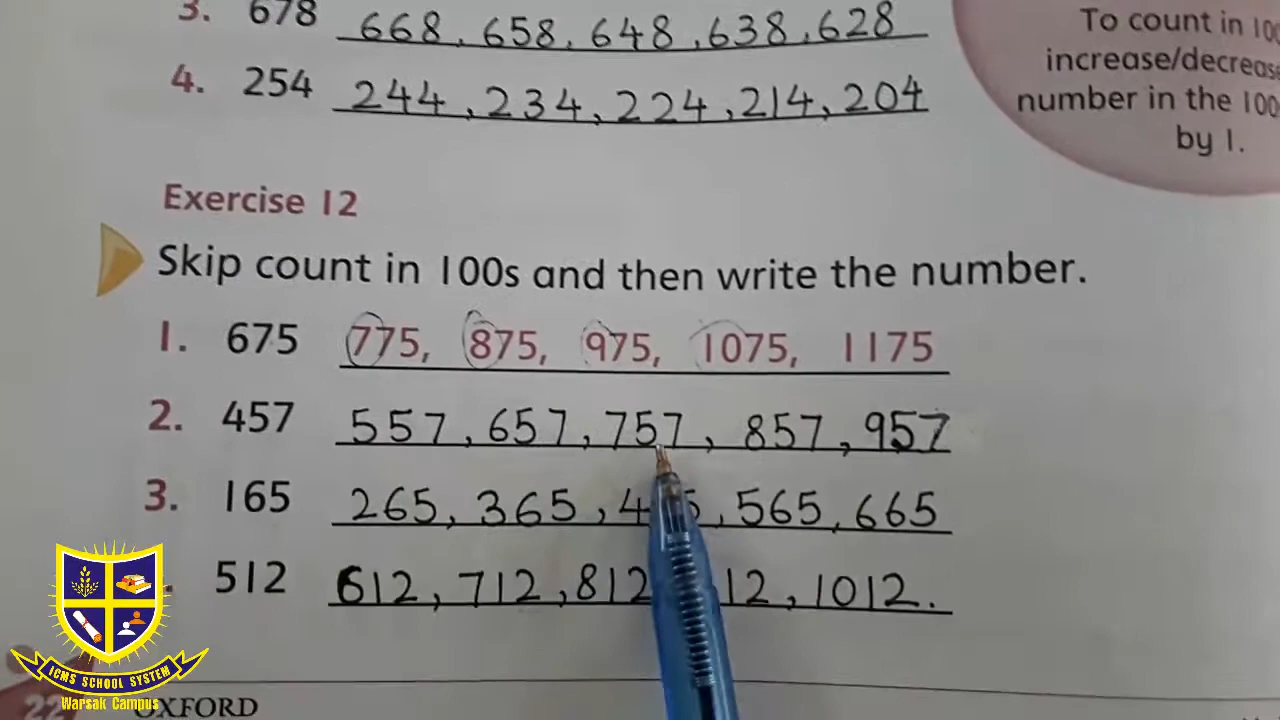 3. 678 668, 658, 648, 638, 628
4. 254 244, 234, 224, 214, 204
To count in
increase/decrease
number in the 100
by 1.
Exercise 12
Skip count in 100s and then write the number.
1. 675 775, 875, 975, 1075, 1175
2. 457 557, 657, 757, 857, 957
3. 165 265, 365, 565, 665
512 612, 712, 812 12, 1012.
ICMS SCHOOL SYSTEM
Warsak Campus
22 OXFORD